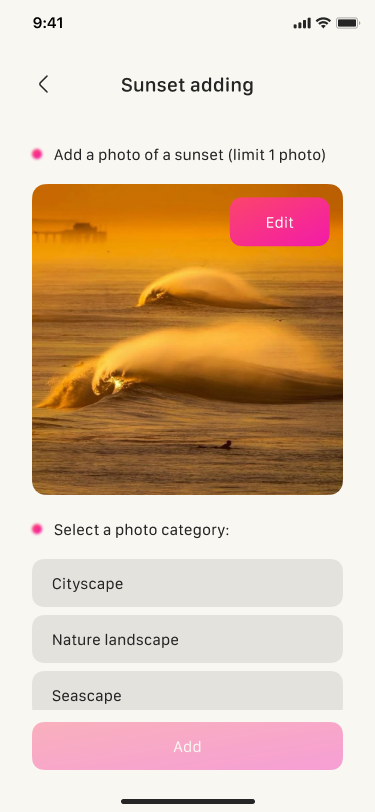 9:41
Sunset adding
Add a photo of a sunset (limit 1 photo)
Edit
Select a photo category:
Cityscape
Nature landscape
Seascape
Add